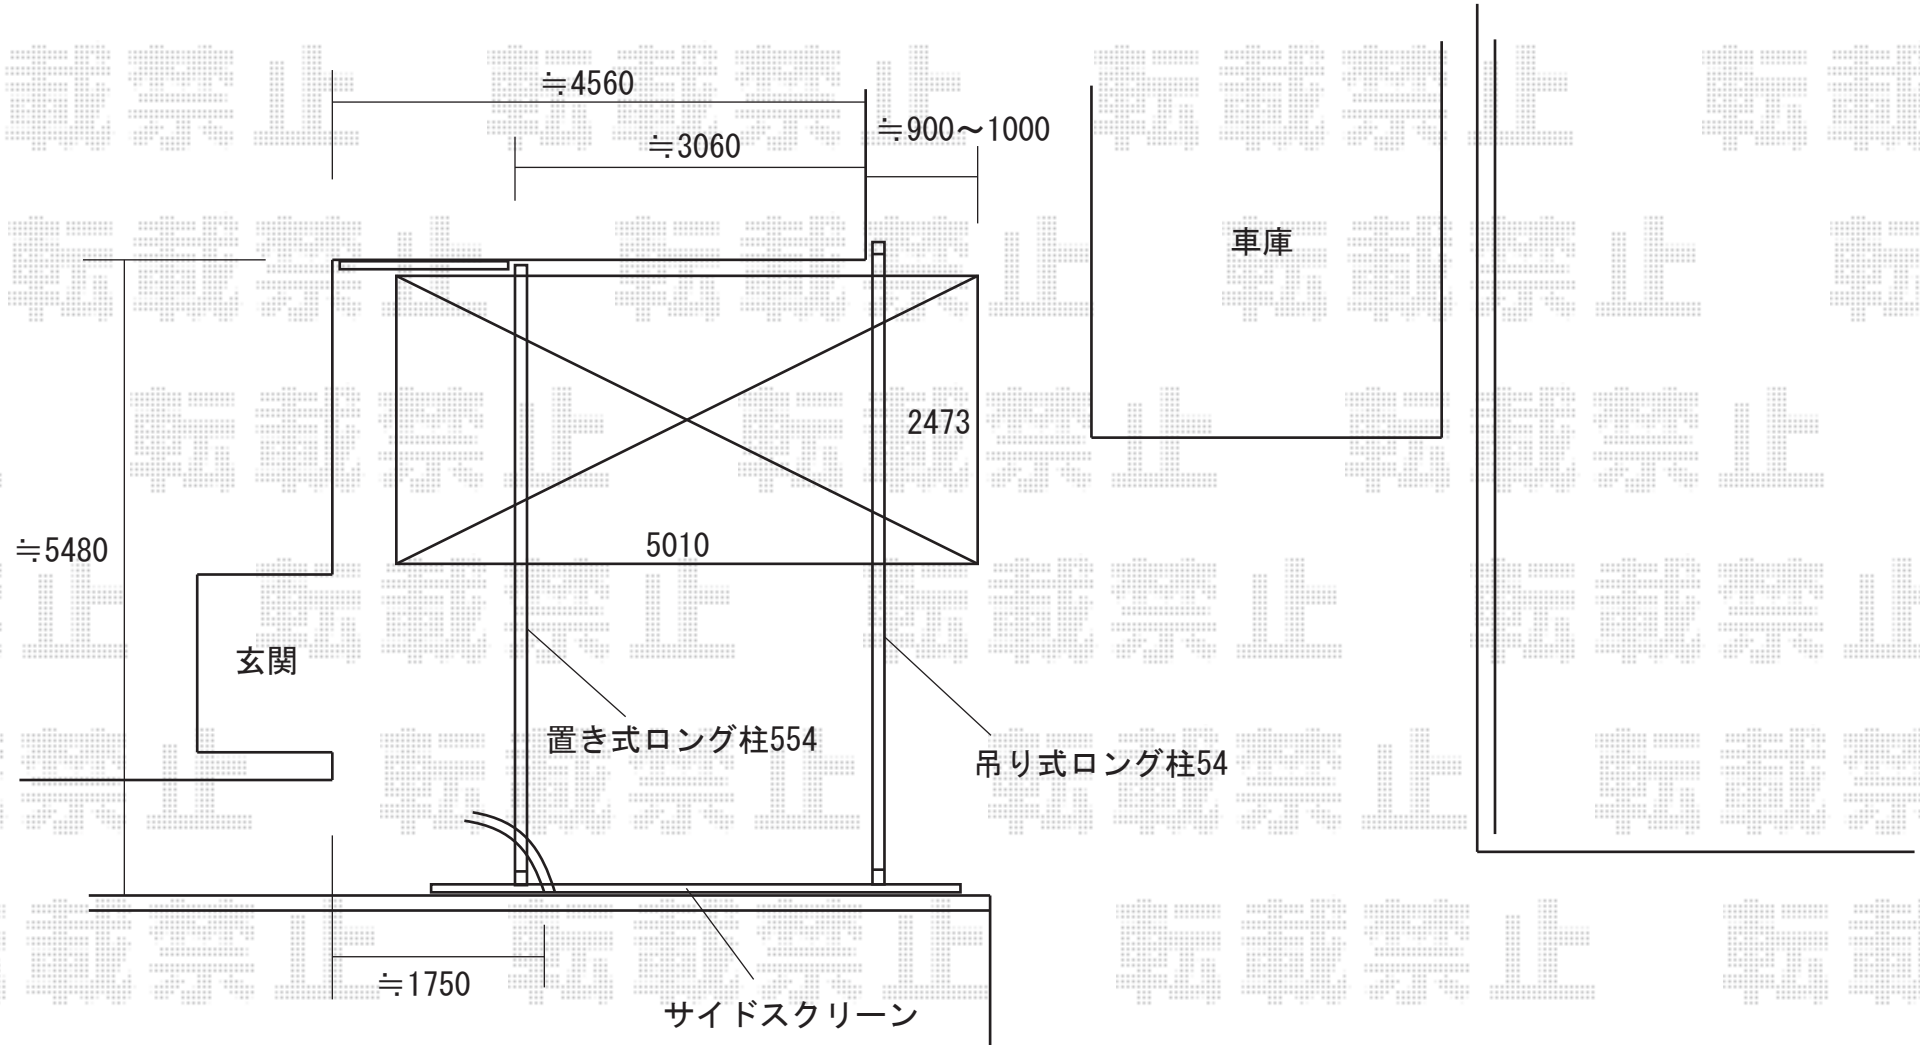 ≒4560
≒900～1000
≒3060
車庫
2473
5010
≒5480
玄関
置き式ロング柱554
吊り式ロング柱54
≒1750
サイドスクリーン
転載禁止